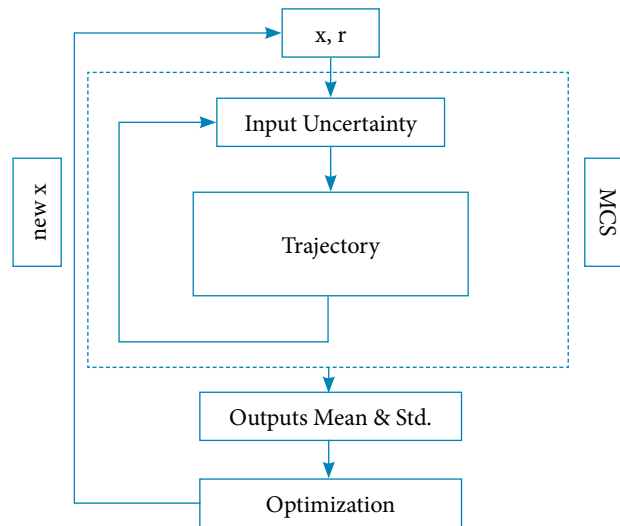 x, r
Input Uncertainty
new x
MCS
Trajectory
Outputs Mean & Std.
Optimization